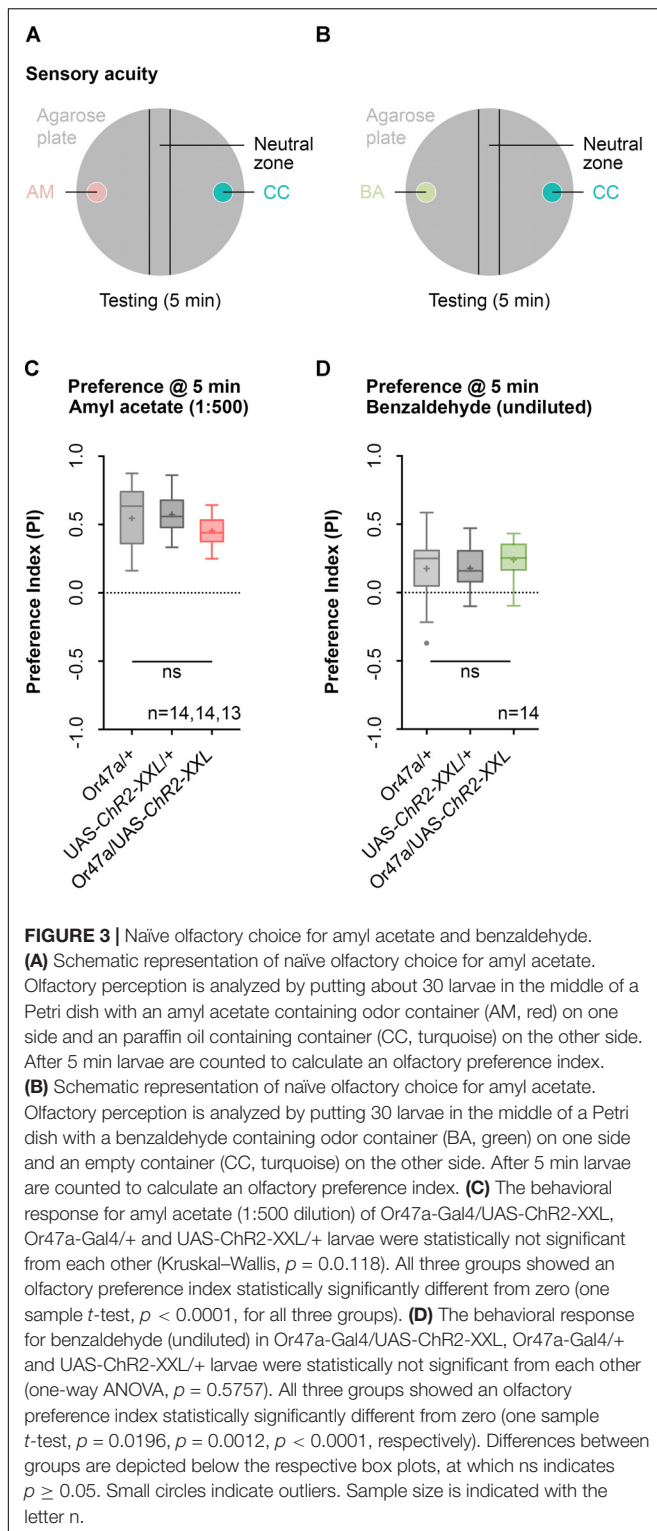 A
B
Sensory acuity
Agarose
plate
Neutral
zone
AM
CC
Testing (5 min)
Agarose
plate
Neutral
zone
BA
CC
Testing (5 min)
C
Preference @ 5 min
Amyl acetate (1:500)
Preference Index (PI)
1.0
0.5
0.0
-0.5
-1.0
ns
n=14,14,13
Or47a/+
UAS-ChR2-XXL/+
Or47a/UAS-ChR2-XXL
D
Preference @ 5 min
Benzaldehyde (undiluted)
Preference Index (PI)
1.0
0.5
0.0
-0.5
-1.0
ns
n=14
Or47a/+
UAS-ChR2-XXL/+
Or47a/UAS-ChR2-XXL
FIGURE 3 | Naïve olfactory choice for amyl acetate and benzaldehyde.
(A) Schematic representation of naïve olfactory choice for amyl acetate.
Olfactory perception is analyzed by putting about 30 larvae in the middle of a
Petri dish with an amyl acetate containing odor container (AM, red) on one
side and an paraffin oil containing container (CC, turquoise) on the other side.
After 5 min larvae are counted to calculate an olfactory preference index.
(B) Schematic representation of naïve olfactory choice for amyl acetate.
Olfactory perception is analyzed by putting 30 larvae in the middle of a Petri
dish with a benzaldehyde containing odor container (BA, green) on one side
and an empty container (CC, turquoise) on the other side. After 5 min larvae
are counted to calculate an olfactory preference index. (C) The behavioral
response for amyl acetate (1:500 dilution) of Or47a-Gal4/UAS-ChR2-XXL,
Or47a-Gal4/+ and UAS-ChR2-XXL/+ larvae were statistically not significant
from each other (Kruskal–Wallis, p = 0.0.118). All three groups showed an
olfactory preference index statistically significantly different from zero (one
sample t-test, p < 0.0001, for all three groups). (D) The behavioral response
for benzaldehyde (undiluted) in Or47a-Gal4/UAS-ChR2-XXL, Or47a-Gal4/+
and UAS-ChR2-XXL/+ larvae were statistically not significant from each other
(one-way ANOVA, p = 0.5757). All three groups showed an olfactory
preference index statistically significantly different from zero (one sample
t-test, p = 0.0196, p = 0.0012, p < 0.0001, respectively). Differences between
groups are depicted below the respective box plots, at which ns indicates
p ≥ 0.05. Small circles indicate outliers. Sample size is indicated with the
letter n.